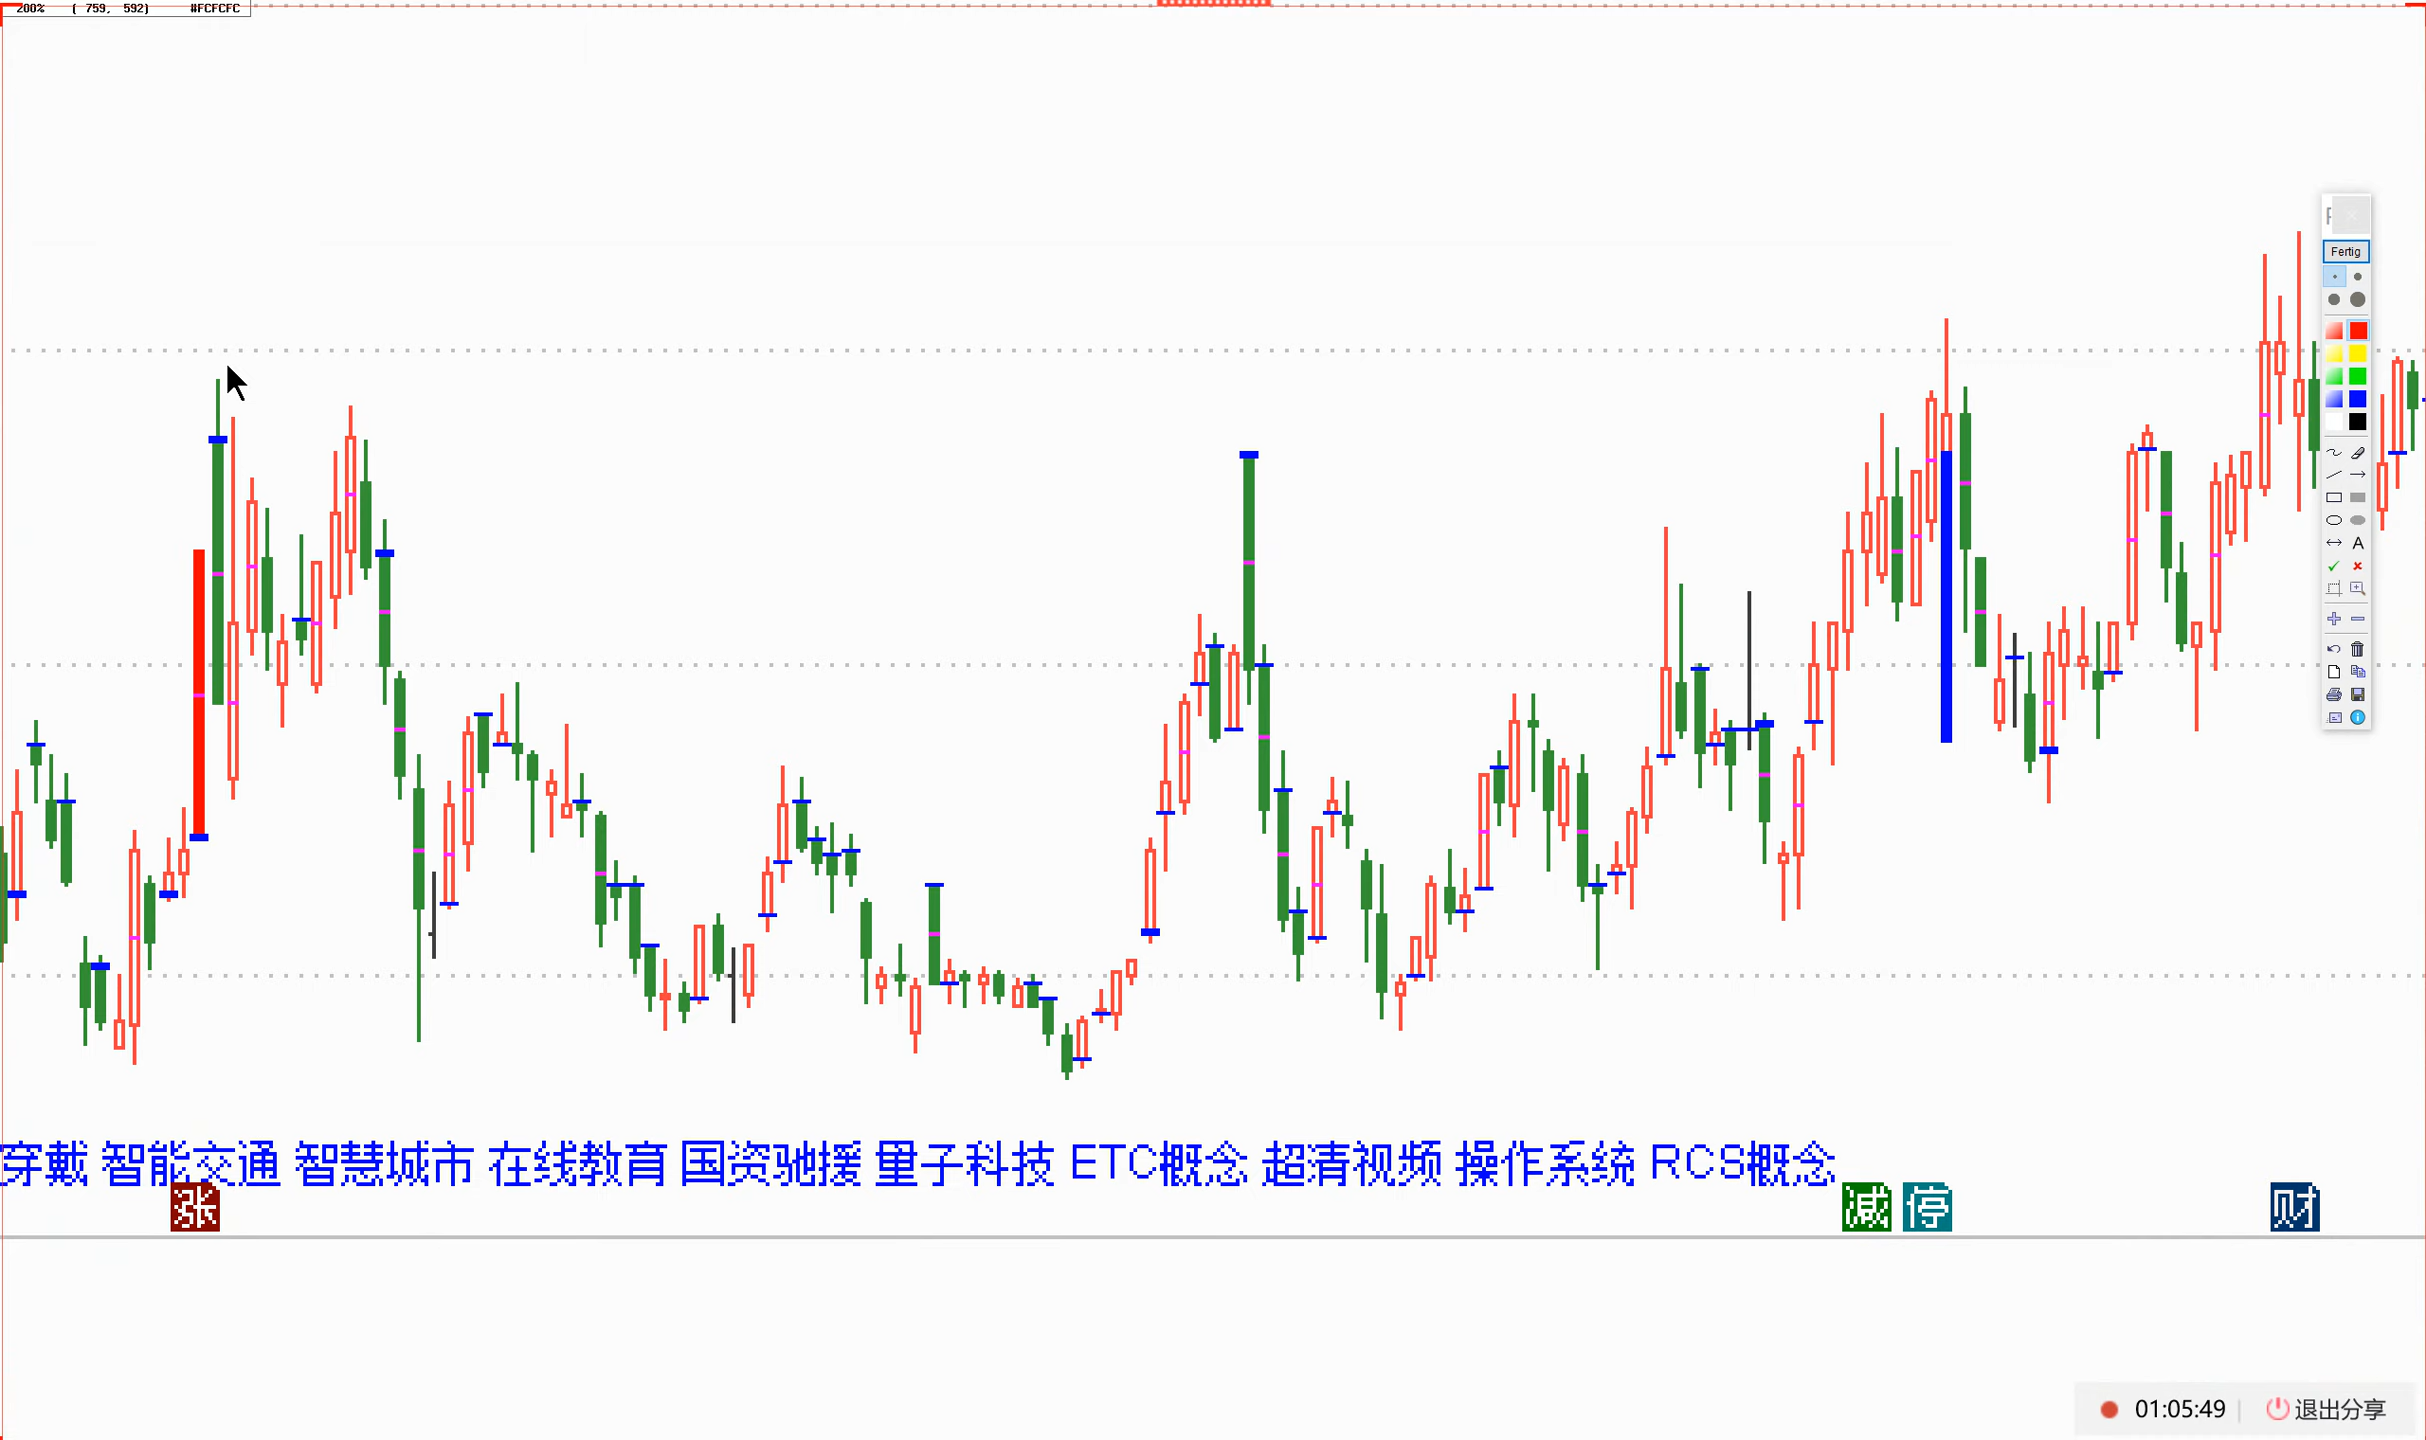 200% ( 759, 592) #FCFCFC
Fertig
A
穿戴 智能交通 智慧城市 在线教育 国资驰援 量子科技 ETC概念 超清视频 操作系统 RCS概念
涨 减 停 财
01:05:49 退出分享